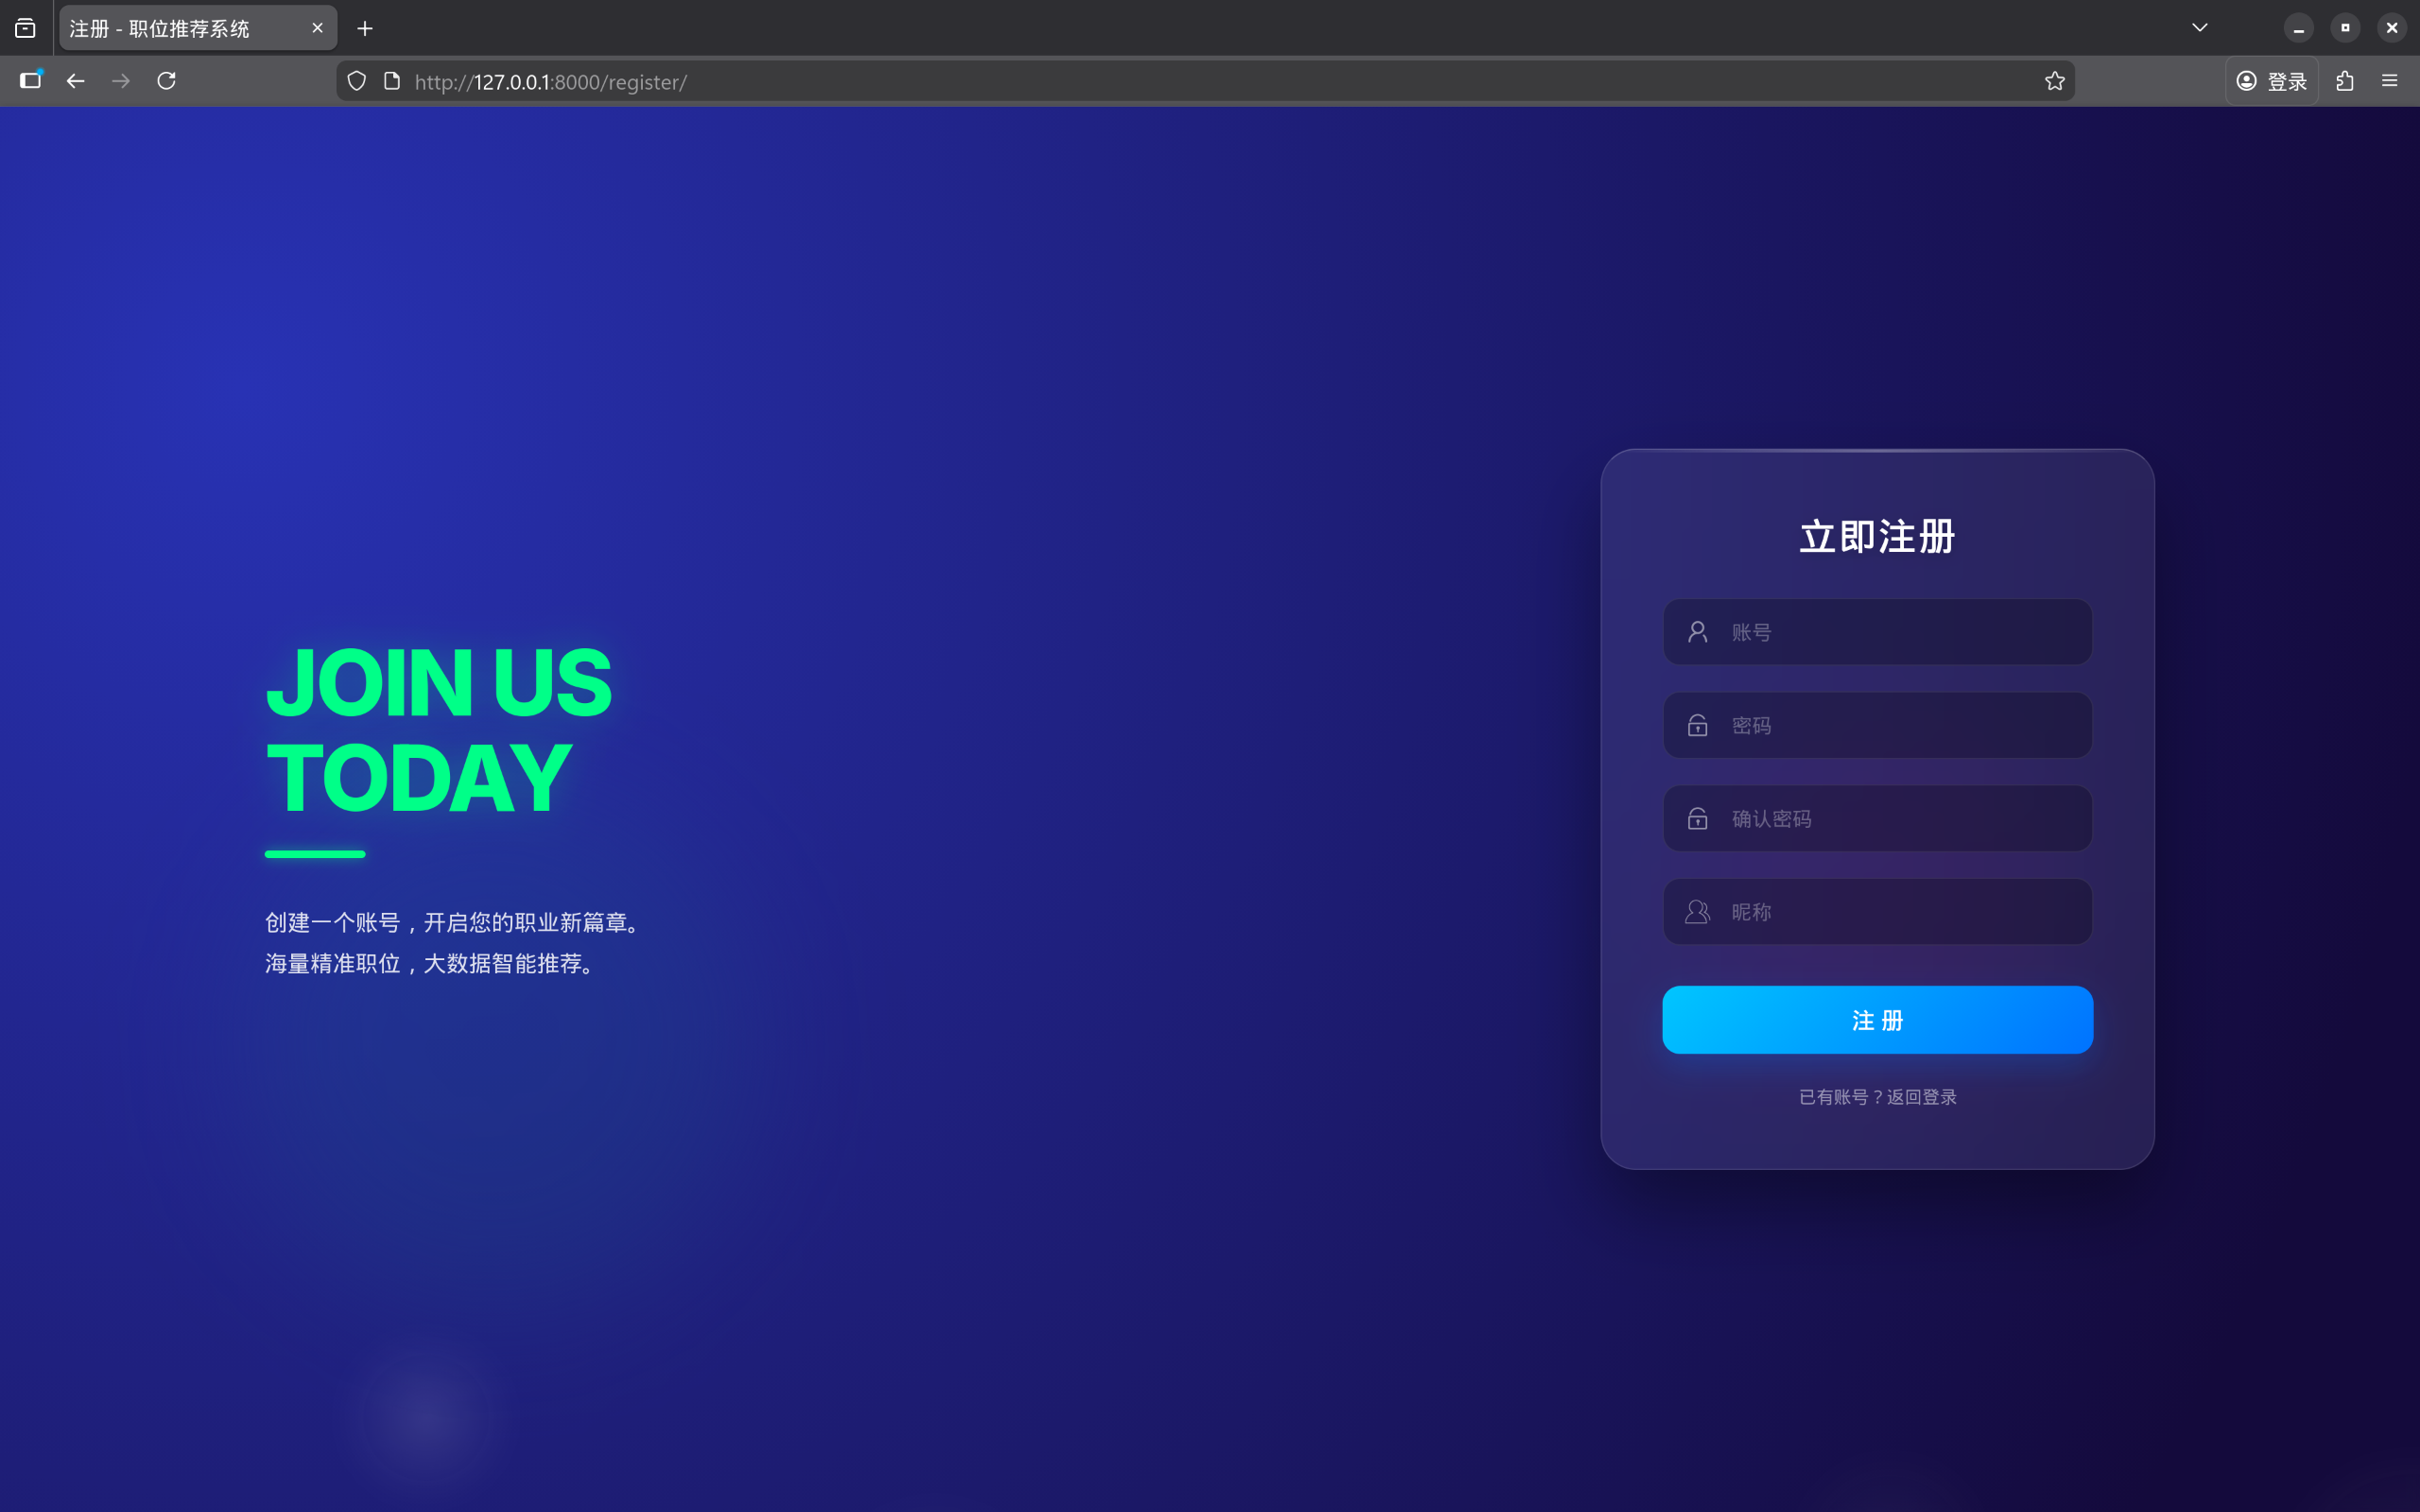 注册 - 职位推荐系统
http://127.0.0.1:8000/register/
登录
JOIN US
TODAY
创建一个账号，开启您的职业新篇章。
海量精准职位，大数据智能推荐。
立即注册
账号
密码
确认密码
昵称
注 册
已有账号？返回登录